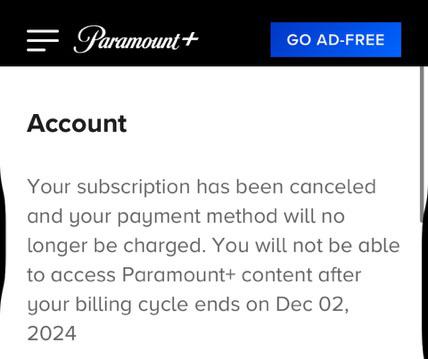 Paramount+
GO AD-FREE
Account
Your subscription has been canceled
and your payment method will no
longer be charged. You will not be able
to access Paramount+ content after
your billing cycle ends on Dec 02,
2024